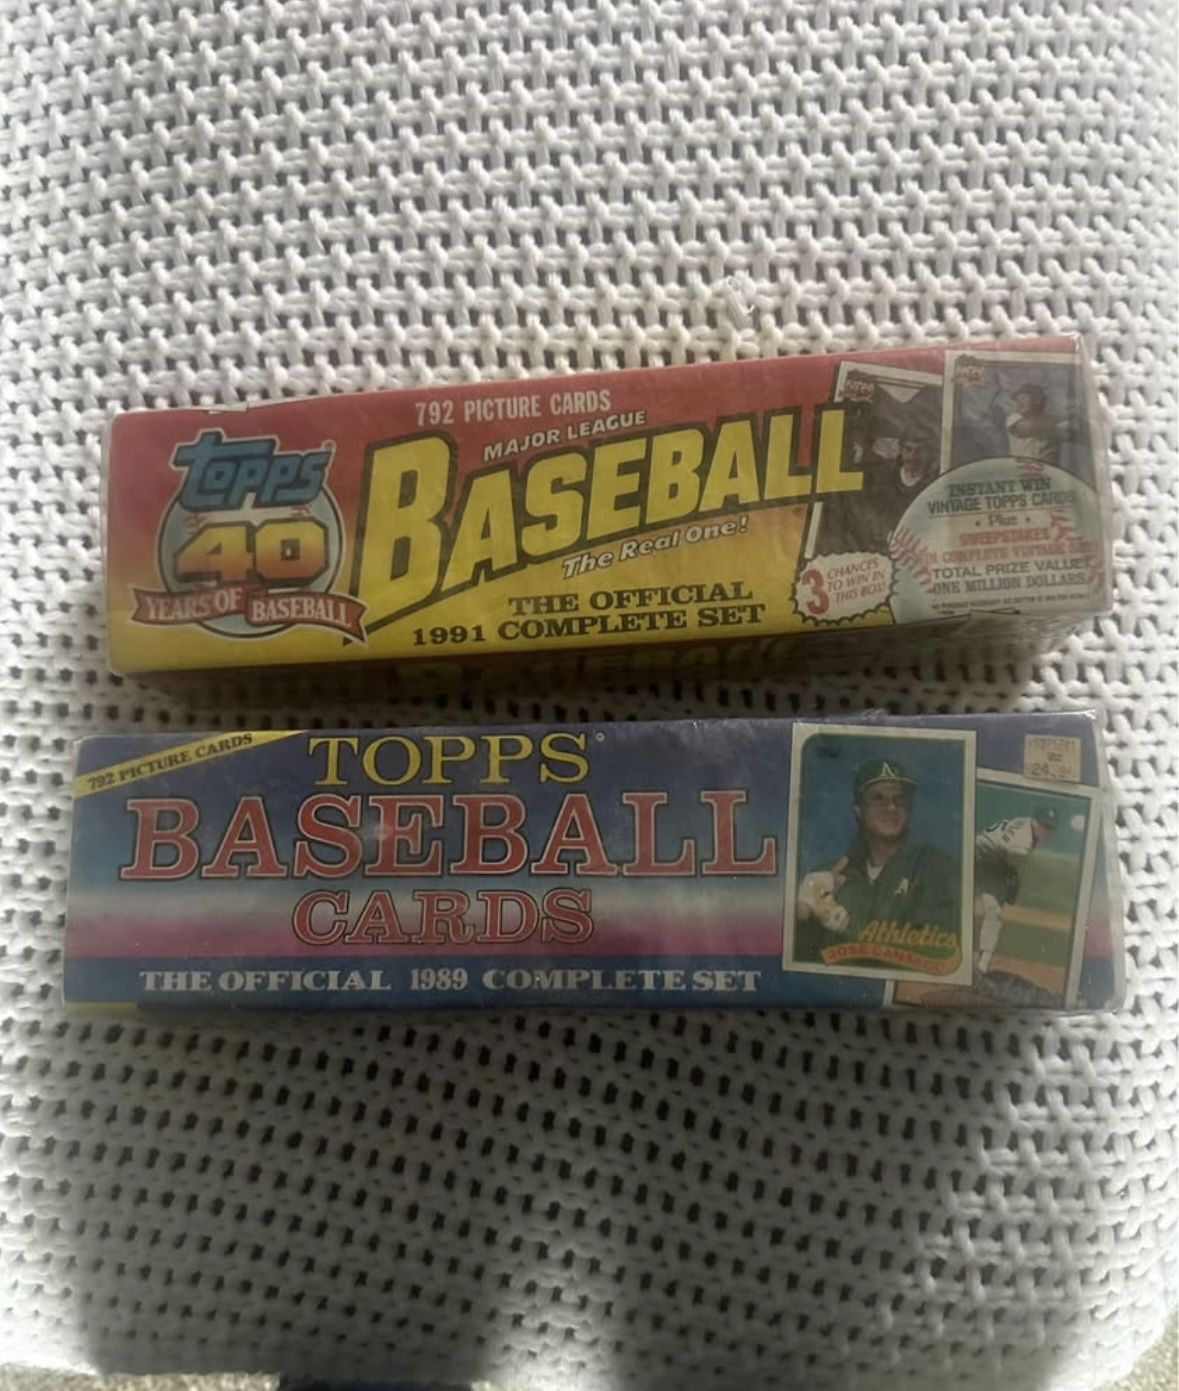 792 PICTURE CARDS
MAJOR LEAGUE
BASEBALL
The Real One!
THE OFFICIAL
1991 COMPLETE SET
TOPPS
40
YEARS OF BASEBALL
3 CHANCES
TO WIN IN
THIS BOX!
INSTANT WIN
VINTAGE TOPPS CARDS
Plus
SWEEPSTAKES
TOTAL PRIZE VALUE
ONE MILLION DOLLARS
792 PICTURE CARDS
TOPPS
BASEBALL
CARDS
THE OFFICIAL 1989 COMPLETE SET
A's
A
Athletics
JOSE CANSECO